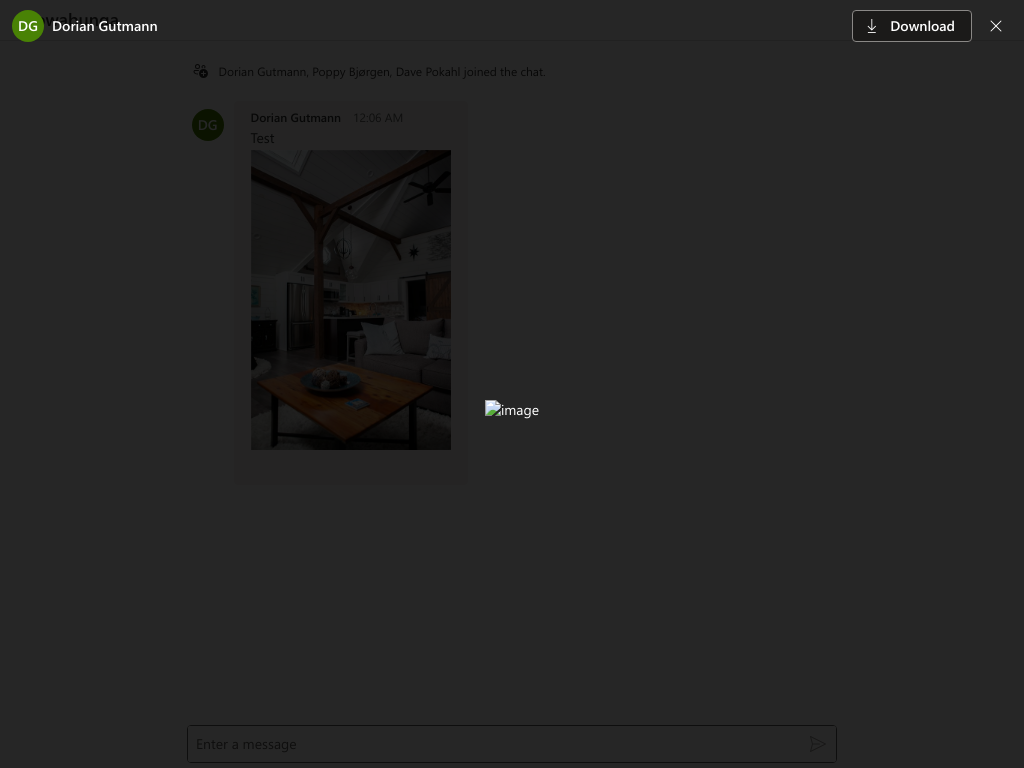 DG Dorian Gutmann
Download
Dorian Gutmann, Poppy Bjørgen, Dave Pokahl joined the chat.
DG
Dorian Gutmann 12:06 AM
Test
image
Enter a message